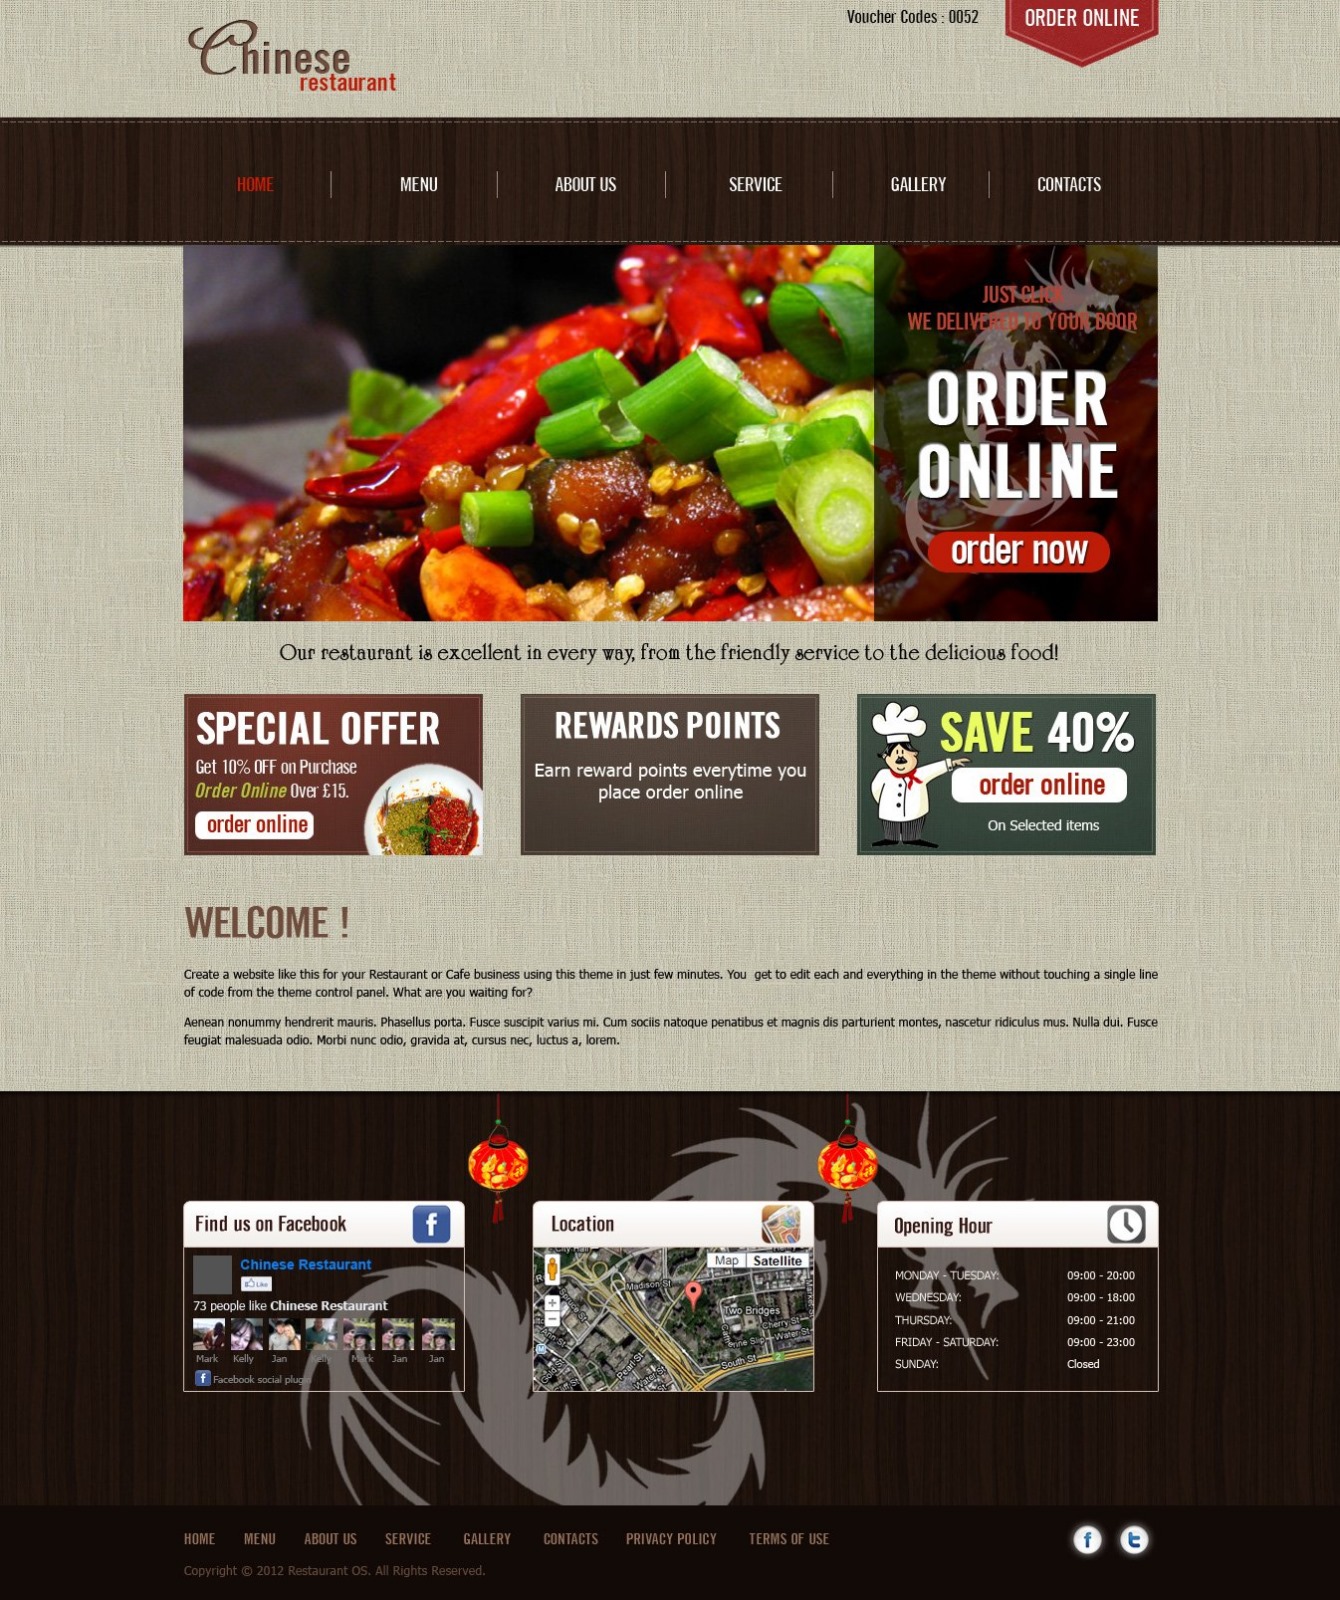 Chinese
restaurant
Voucher Codes : 0052
ORDER ONLINE
HOME
MENU
ABOUT US
SERVICE
GALLERY
CONTACTS
JUST CLICK
WE DELIVERED TO YOUR DOOR
ORDER
ONLINE
order now
Our restaurant is excellent in every way, from the friendly service to the delicious food!
SPECIAL OFFER
Get 10% OFF on Purchase
Order Online Over £15.
order online
REWARDS POINTS
Earn reward points everytime you
place order online
SAVE 40%
order online
On Selected items
WELCOME !
Create a website like this for your Restaurant or Cafe business using this theme in just few minutes. You get to edit each and everything in the theme without touching a single line
of code from the theme control panel. What are you waiting for?
Aenean nonummy hendrerit mauris. Phasellus porta. Fusce suscipit varius mi. Cum sociis natoque penatibus et magnis dis parturient montes, nascetur ridiculus mus. Nulla dui. Fusce
feugiat malesuada odio. Morbi nunc odio, gravida at, cursus nec, luctus a, lorem.
Find us on Facebook
Chinese Restaurant
Like
73 people like Chinese Restaurant
Mark Kelly Jan Kelly Mark Jan Jan
Facebook social plugin
Location
City Hall
Map Satellite
Madison St
Two Bridges
Cherry St
Water St
Pearl St
South St
Water St
Opening Hour
MONDAY - TUESDAY: 09:00 - 20:00
WEDNESDAY: 09:00 - 18:00
THURSDAY: 09:00 - 21:00
FRIDAY - SATURDAY: 09:00 - 23:00
SUNDAY: Closed
HOME MENU ABOUT US SERVICE GALLERY CONTACTS PRIVACY POLICY TERMS OF USE
Copyright © 2012 Restaurant OS. All Rights Reserved.